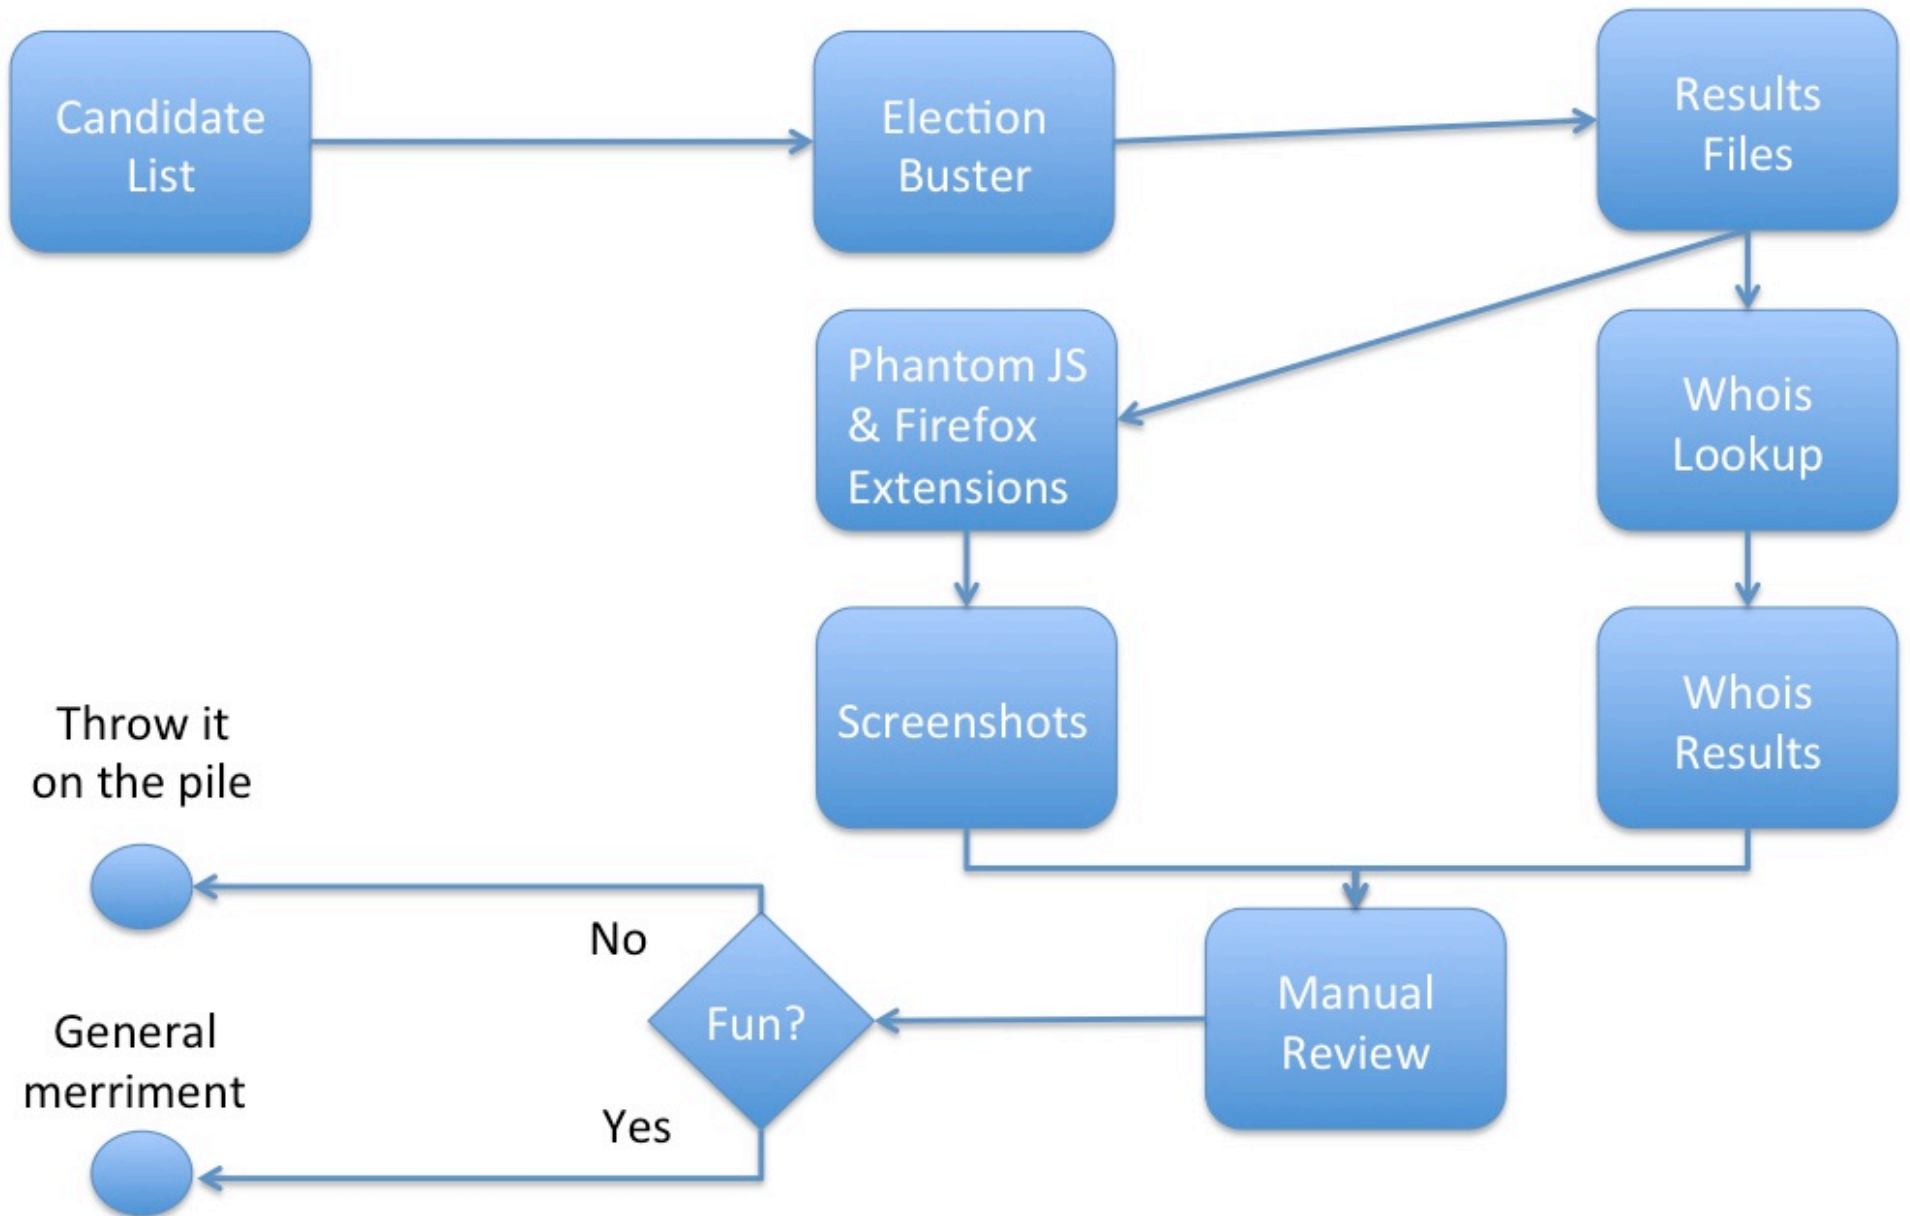 Candidate
List
Election
Buster
Results
Files
Phantom JS
& Firefox
Extensions
Whois
Lookup
Screenshots
Whois
Results
Throw it
on the pile
No
Fun?
Manual
Review
General
merriment
Yes